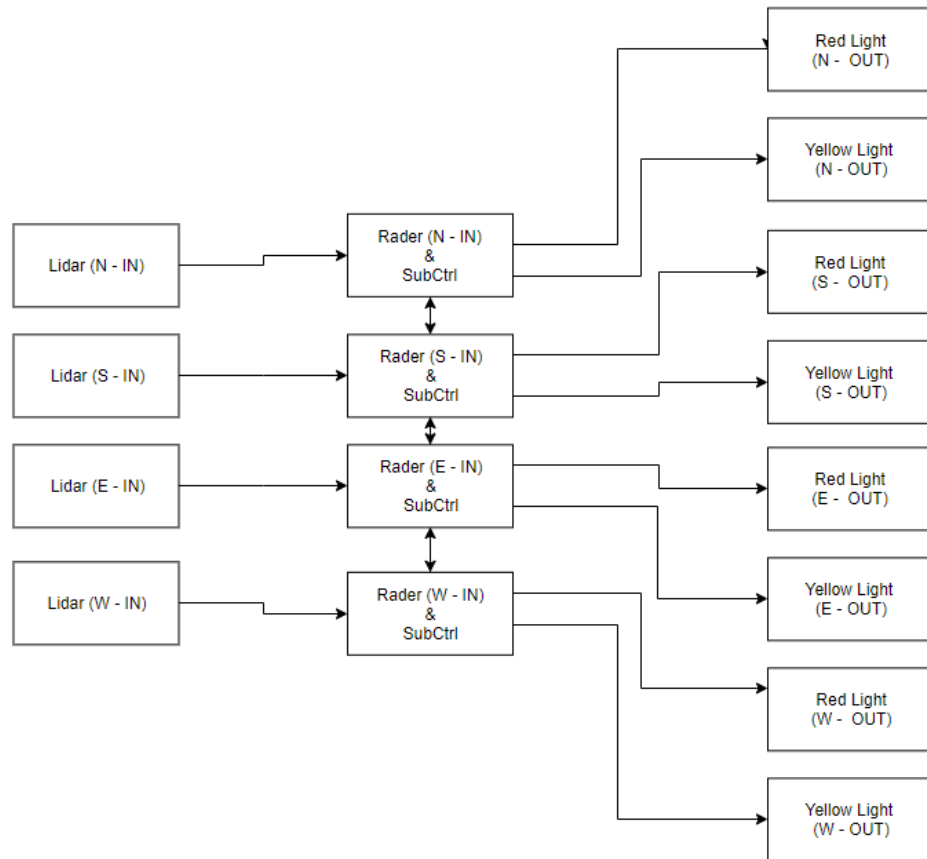 Red Light
(N - OUT)
Yellow Light
(N - OUT)
Lidar (N - IN)
Rader (N - IN)
&
SubCtrl
Red Light
(S - OUT)
Lidar (S - IN)
Rader (S - IN)
&
SubCtrl
Yellow Light
(S - OUT)
Lidar (E - IN)
Rader (E - IN)
&
SubCtrl
Red Light
(E - OUT)
Lidar (W - IN)
Rader (W - IN)
&
SubCtrl
Yellow Light
(E - OUT)
Red Light
(W - OUT)
Yellow Light
(W - OUT)